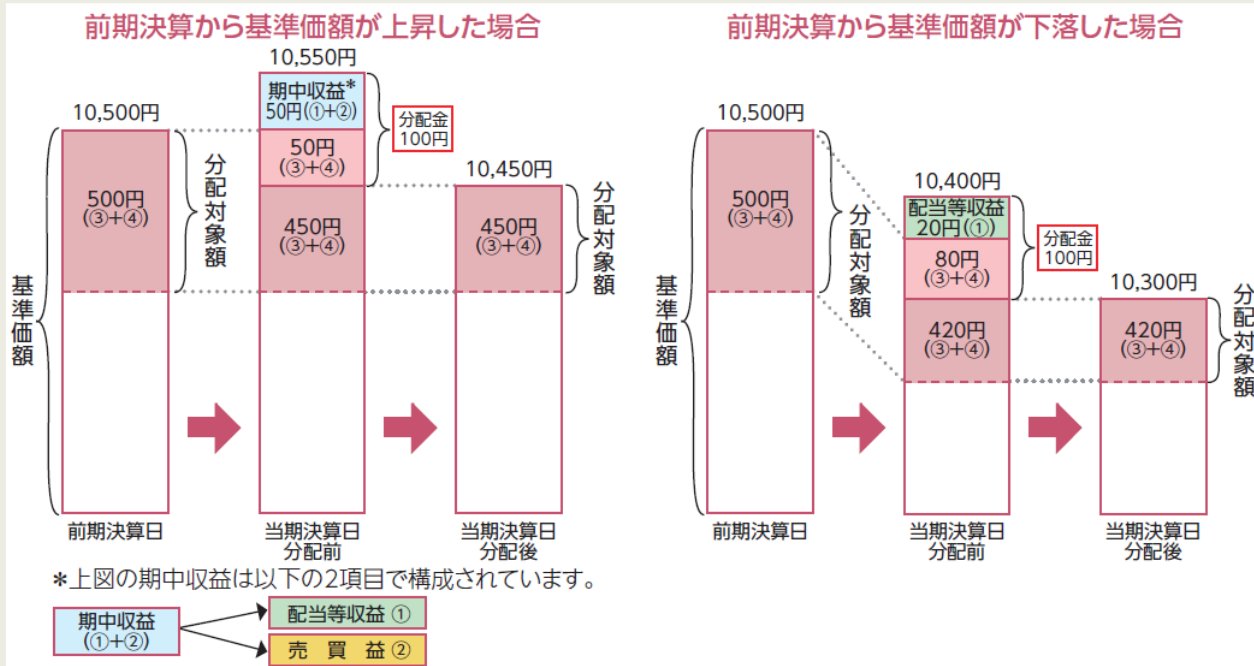 前期決算から基準価額が上昇した場合
10,500円
500円
(③+④)
分配対象額
基準価額
10,550円
期中収益*
50円(①+②)
50円
(③+④)
450円
(③+④)
分配金
100円
10,450円
450円
(③+④)
分配対象額
前期決算日
当期決算日
分配前
当期決算日
分配後
*上図の期中収益は以下の2項目で構成されています。
期中収益
(①+②)
配当等収益 ①
売 買 益 ②
前期決算から基準価額が下落した場合
10,500円
500円
(③+④)
分配対象額
基準価額
10,400円
配当等収益
20円(①)
80円
(③+④)
420円
(③+④)
分配金
100円
10,300円
420円
(③+④)
分配対象額
前期決算日
当期決算日
分配前
当期決算日
分配後